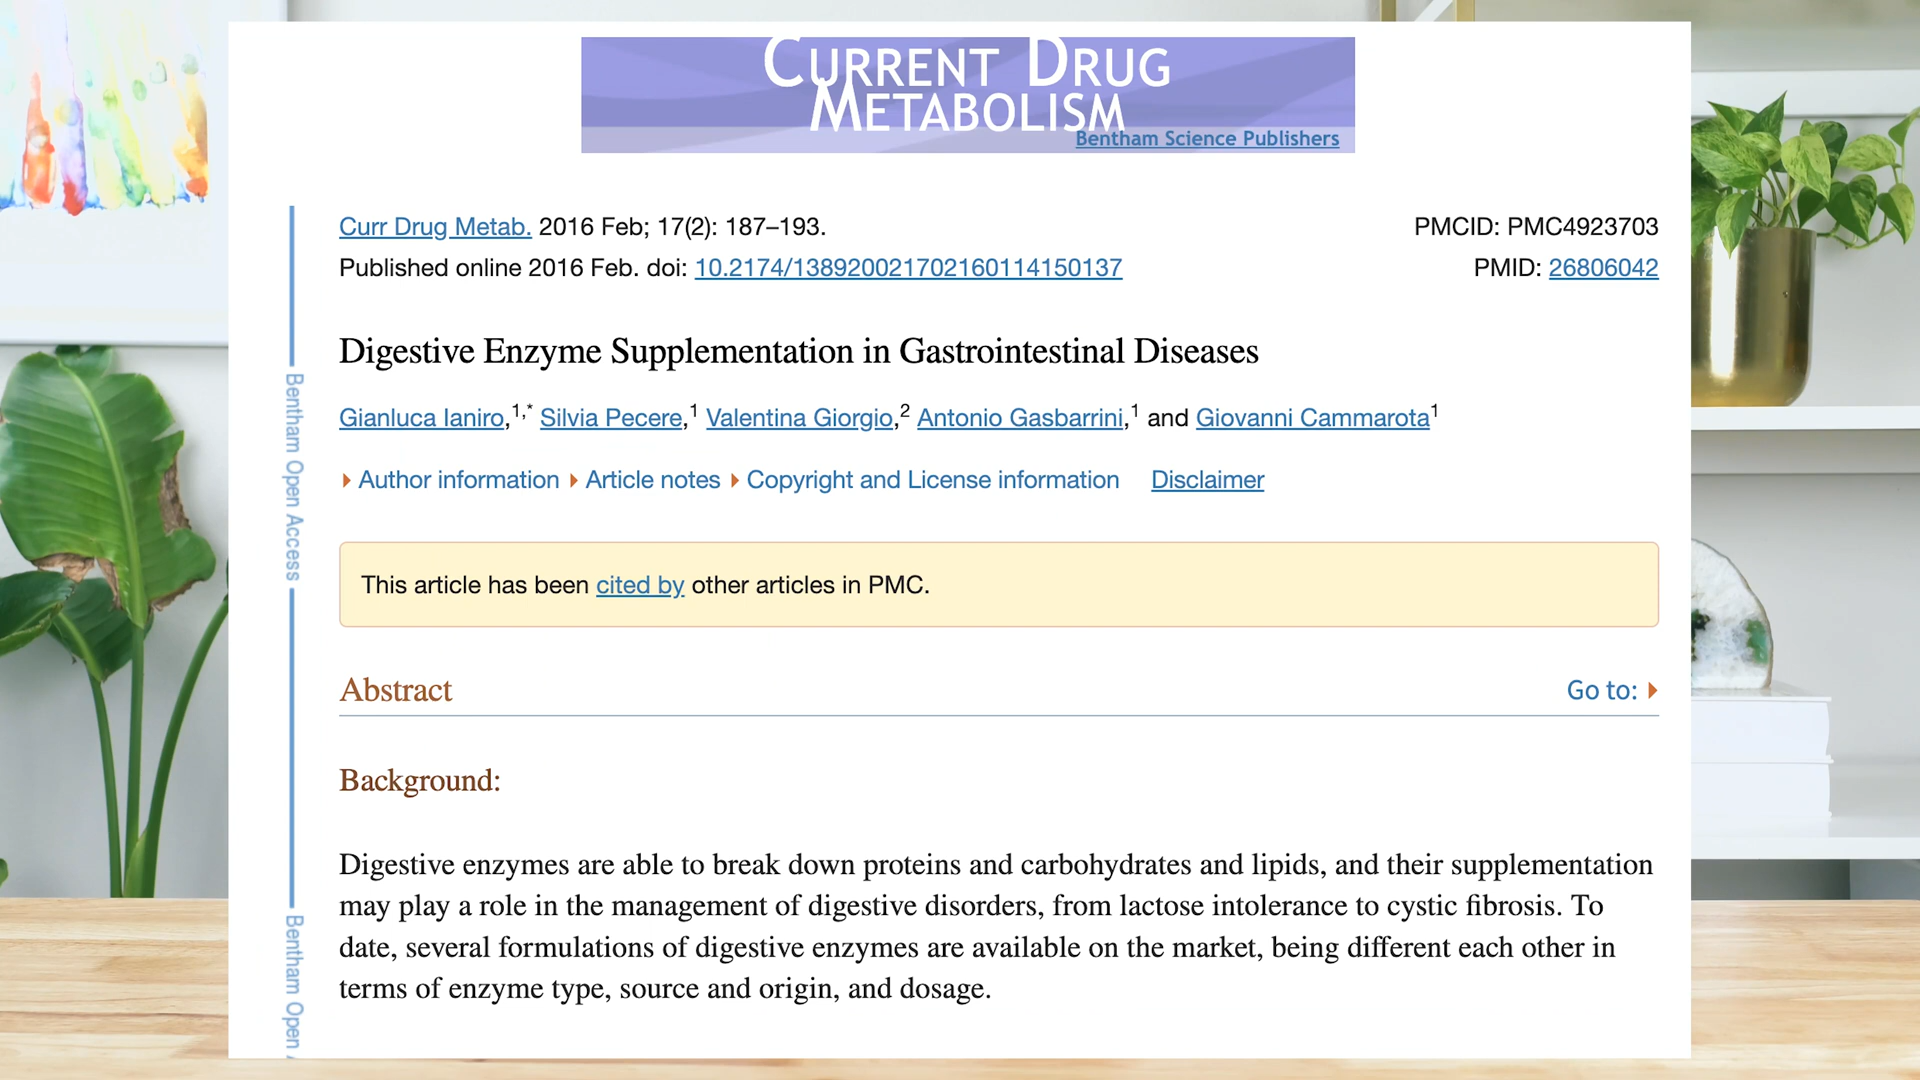 CURRENT DRUG
METABOLISM
Bentham Science Publishers
Curr Drug Metab. 2016 Feb; 17(2): 187–193.
PMCID: PMC4923703
Published online 2016 Feb. doi: 10.2174/138920021702160114150137
PMID: 26806042
Digestive Enzyme Supplementation in Gastrointestinal Diseases
Gianluca Ianiro,1,* Silvia Pecere,1 Valentina Giorgio,2 Antonio Gasbarrini,1 and Giovanni Cammarota1
Author information Article notes Copyright and License information Disclaimer
This article has been cited by other articles in PMC.
Abstract
Go to:
Background:
Digestive enzymes are able to break down proteins and carbohydrates and lipids, and their supplementation
may play a role in the management of digestive disorders, from lactose intolerance to cystic fibrosis. To
date, several formulations of digestive enzymes are available on the market, being different each other in
terms of enzyme type, source and origin, and dosage.
Bentham Open Access
Bentham Open